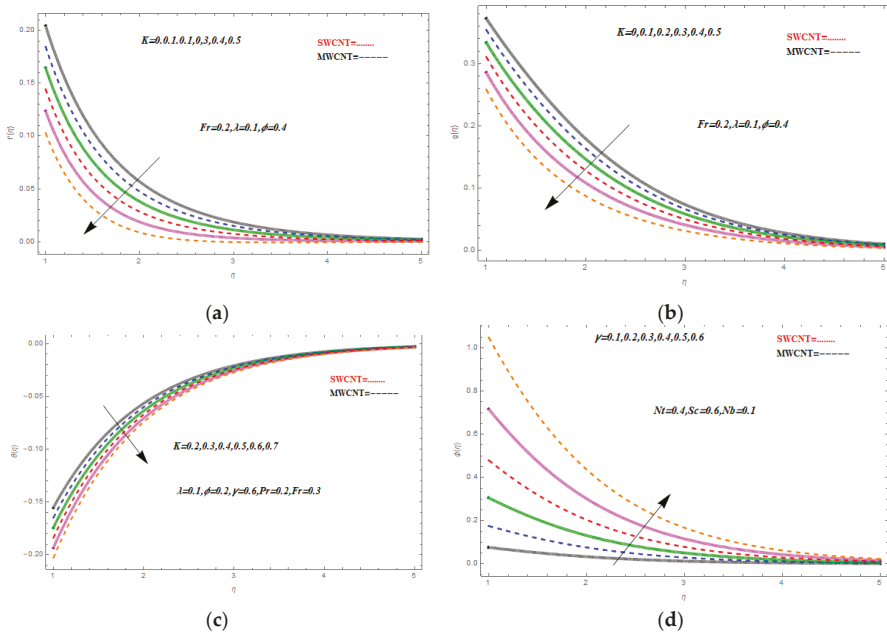 K=0.0.1.0.1,0,3,0.4,0.5
SWCNT=........
MWCNT=-----
Fr=0.2,λ=0.1,ϕ=0.4
f'(η)
0.20
0.15
0.10
0.05
0.00
1 2 3 4 5
η
(a)
K=0,0.1,0.2,0.3,0.4,0.5
SWCNT=........
MWCNT=-----
Fr=0.2,λ=0.1,ϕ=0.4
g(η)
0.3
0.2
0.1
0.0
1 2 3 4 5
η
(b)
SWCNT=........
MWCNT=-----
K=0.2,0.3,0.4,0.5,0.6,0.7
λ=0.1,ϕ=0.2,γ=0.6,Pr=0.2,Fr=0.3
θ(η)
0.00
-0.05
-0.10
-0.15
-0.20
1 2 3 4 5
η
(c)
γ=0.1,0.2,0.3,0.4,0.5,0.6
SWCNT=........
MWCNT=-----
Nt=0.4,Sc=0.6,Nb=0.1
ϕ(η)
1.0
0.8
0.6
0.4
0.2
0.0
1 2 3 4 5
η
(d)